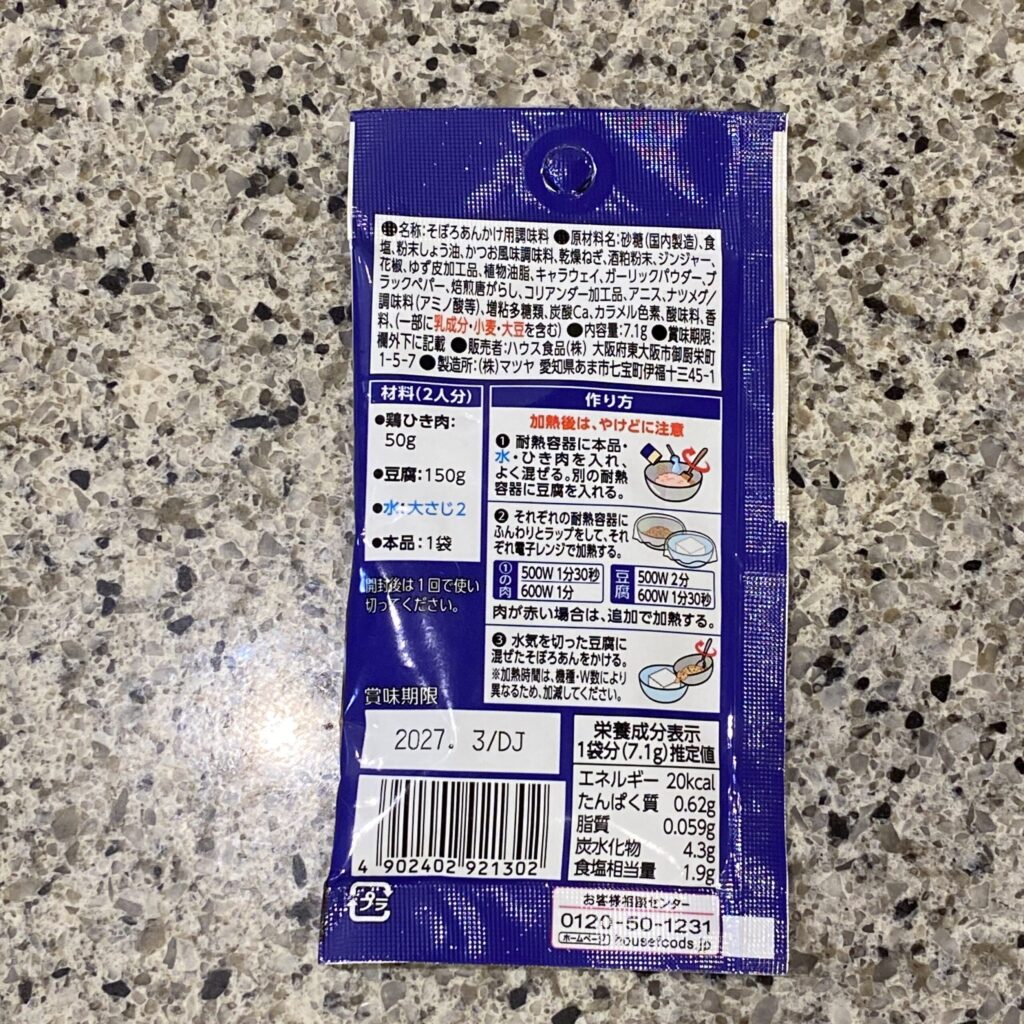 ●名称:そぼろあんかけ用調味料 ●原材料名:砂糖(国内製造)、食
塩、粉末しょう油、かつお風味調味料、乾燥ねぎ、酒粕粉末、ジンジャー、
花椒、ゆず皮加工品、植物油脂、キャラウェイ、ガーリックパウダー、ブ
ラックペパー、焙煎唐がらし、コリアンダー加工品、アニス、ナツメグ/
調味料(アミノ酸等)、増粘多糖類、炭酸Ca、カラメル色素、酸味料、香
料、(一部に乳成分・小麦・大豆を含む) ●内容量:7.1g ●賞味期限:
欄外下に記載 ●販売者:ハウス食品(株) 大阪府東大阪市御厨栄町
1-5-7 ●製造所:(株)マツヤ 愛知県あま市七宝町伊福十三45-1
材料(2人分)
●鶏ひき肉:
50g
●豆腐:150g
●水:大さじ2
●本品:1袋
開封後は1回で使い
切ってください。
作り方
加熱後は、やけどに注意
❶ 耐熱容器に本品・
水・ひき肉を入れ、
よく混ぜる。別の耐熱
容器に豆腐を入れる。
❷ それぞれの耐熱容器に
ふんわりとラップをして、それ
ぞれ電子レンジで加熱する。
①の肉 500W 1分30秒
600W 1分
豆腐 500W 2分
600W 1分30秒
肉が赤い場合は、追加で加熱する。
❸ 水気を切った豆腐に
混ぜたそぼろあんをかける。
※加熱時間は、機種・W数により
異なるため、加減してください。
賞味期限
2027. 3/DJ
栄養成分表示
1袋分(7.1g)推定値
エネルギー 20kcal
たんぱく質 0.62g
脂質 0.059g
炭水化物 4.3g
食塩相当量 1.9g
4 902402 921302
プラ
お客様相談センター
0120-50-1231
ホームページ housefoods.jp